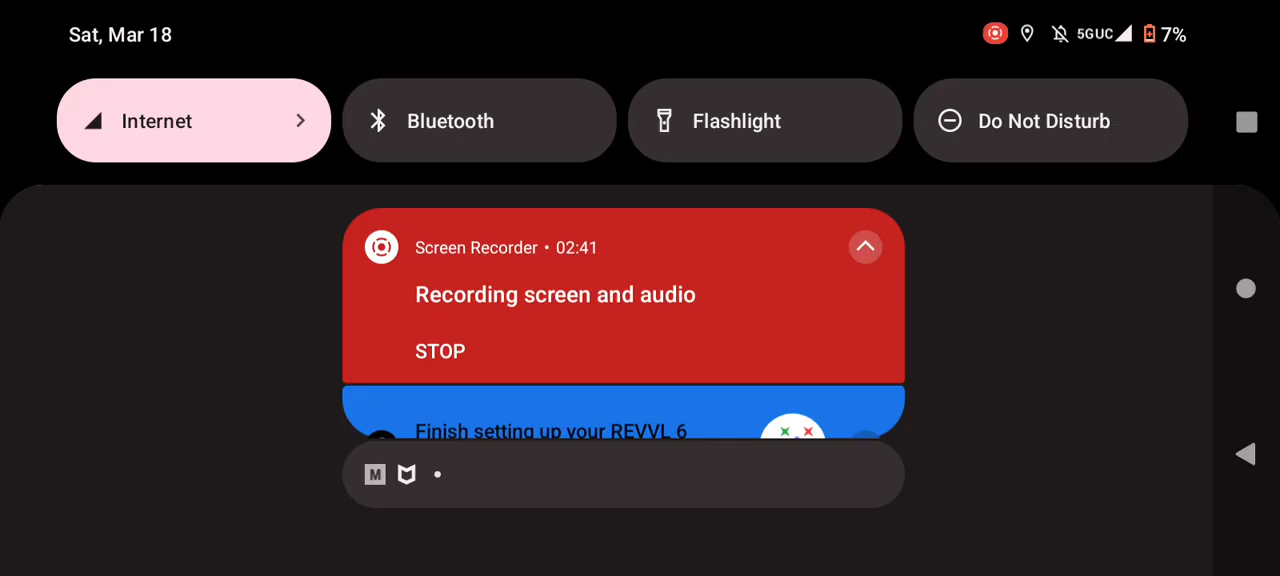 Sat, Mar 18
5GUC 7%
Internet
Bluetooth
Flashlight
Do Not Disturb
Screen Recorder • 02:41
Recording screen and audio
STOP
Finish setting up your REVVL 6
M